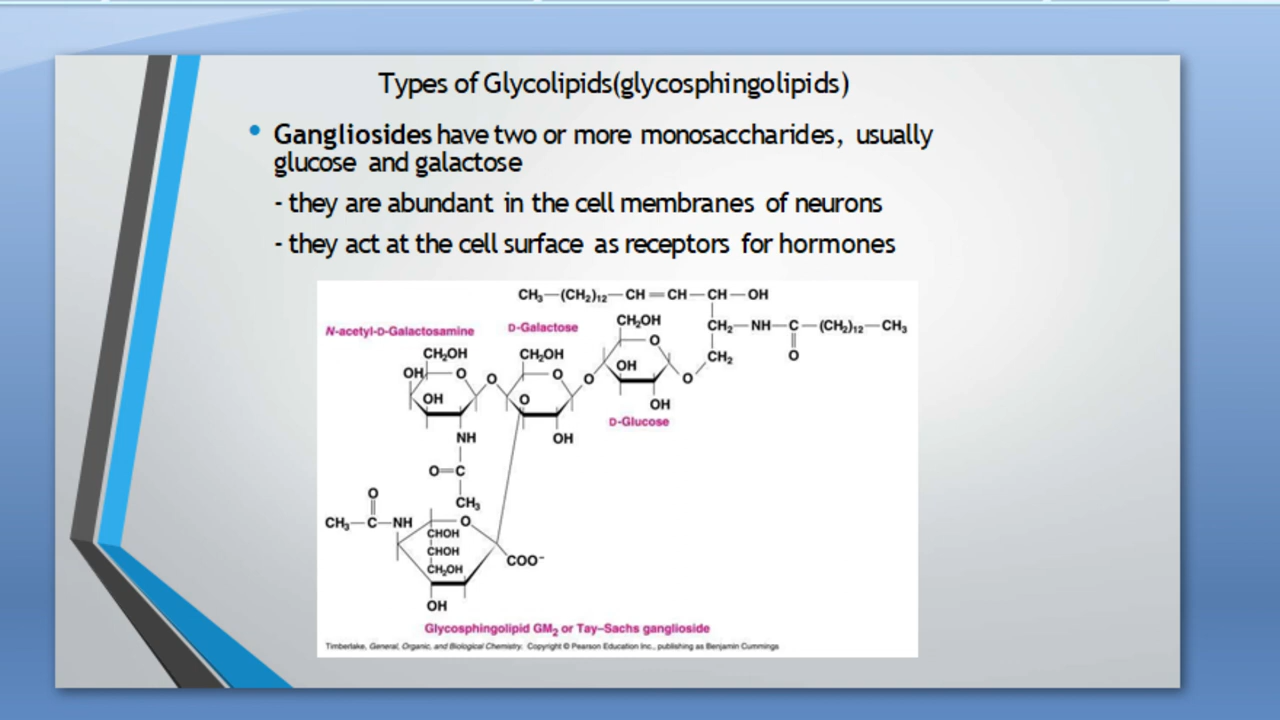 Types of Glycolipids(glycosphingolipids)
• Gangliosides have two or more monosaccharides, usually
glucose and galactose
- they are abundant in the cell membranes of neurons
- they act at the cell surface as receptors for hormones
CH₃—(CH₂)₁₂—CH=CH—CH—OH
N-acetyl-D-Galactosamine D-Galactose CH₂OH CH₂—NH—C—(CH₂)₁₂—CH₃
O
CH₂OH CH₂OH OH CH₂ O
OH O O O O O
OH O OH
D-Glucose
NH OH
O=C
CH₃
O
CH₃—C—NH O
CHOH
CHOH
CH₂OH COO⁻
OH
Glycosphingolipid GM₂ or Tay–Sachs ganglioside
Timberlake, General, Organic, and Biological Chemistry. Copyright © Pearson Education Inc., publishing as Benjamin Cummings